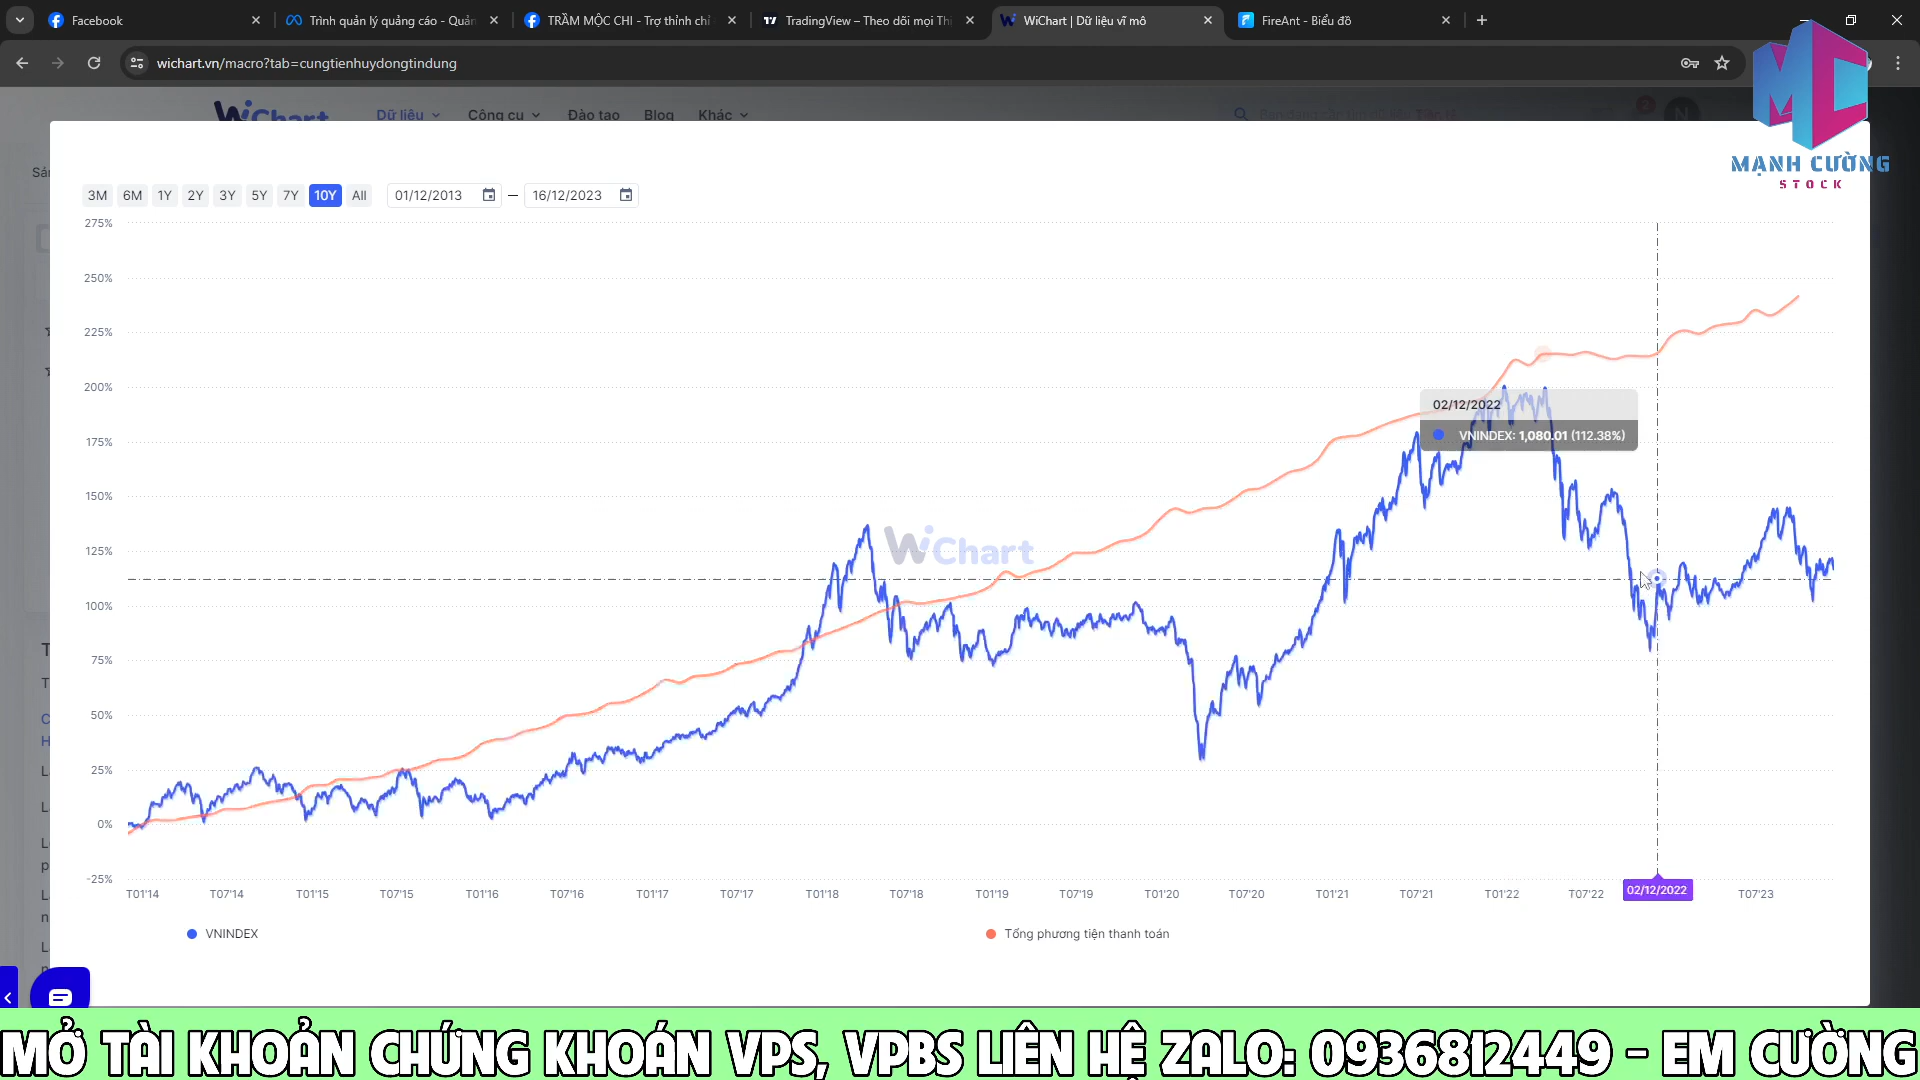 Facebook
Trình quản lý quảng cáo - Quản
TRẦM MỘC CHI - Trợ thỉnh chỉ
TradingView – Theo dõi mọi Th
WiChart | Dữ liệu vĩ mô
FireAnt - Biểu đồ
wichart.vn/macro?tab=cungtienhuydongtindung
WiChart
Dữ liệu
Công cụ
Đào tạo
Blog
Khác
N
MC
MẠNH CƯỜNG
STOCK
3M 6M 1Y 2Y 3Y 5Y 7Y 10Y All 01/12/2013 — 16/12/2023
275%
250%
225%
200%
175%
150%
125%
100%
75%
50%
25%
0%
-25%
02/12/2022
VNINDEX: 1,080.01 (112.38%)
WiChart
T01'14 T07'14 T01'15 T07'15 T01'16 T07'16 T01'17 T07'17 T01'18 T07'18 T01'19 T07'19 T01'20 T07'20 T01'21 T07'21 T01'22 T07'22 02/12/2022 T07'23
VNINDEX
Tổng phương tiện thanh toán
MỞ TÀI KHOẢN CHỨNG KHOÁN VPS, VPBS LIÊN HỆ ZALO: 0936812449 - EM CƯỜNG